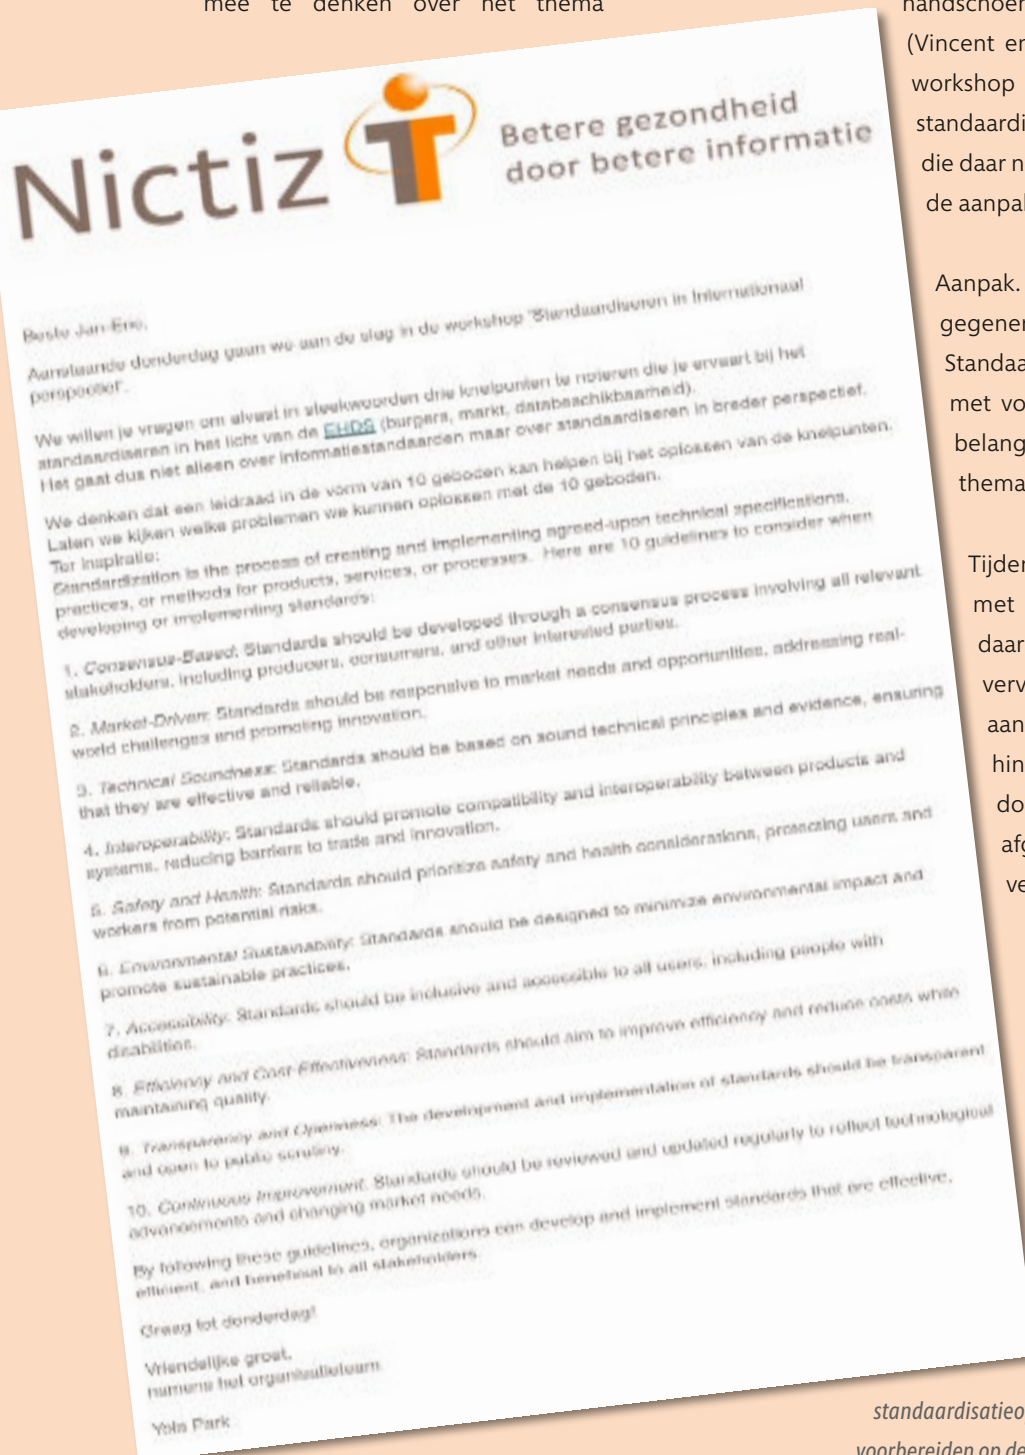 mee te denken over het thema
Nictiz
Betere gezondheid
door betere informatie
Beste Jan-Eric,
Aanstaande donderdag gaan we aan de slag in de workshop 'Standaardiseren in Internationaal
perspectief'.
We willen je vragen om alvast in steekwoorden drie knelpunten te noteren die je ervaart bij het
standaardiseren in het licht van de EHDS (burgers, markt, databeschikbaarheid).
Het gaat dus niet alleen over informatiestandaarden maar over standaardiseren in breder perspectief.
We denken dat een leidraad in de vorm van 10 geboden kan helpen bij het oplossen van de knelpunten.
Laten we kijken welke problemen we kunnen oplossen met de 10 geboden.
Ter inspiratie:
Standardization is the process of creating and implementing agreed-upon technical specifications,
practices, or methods for products, services, or processes. Here are 10 guidelines to consider when
developing or implementing standards:
1. Consensus-Based: Standards should be developed through a consensus process involving all relevant
stakeholders, including producers, consumers, and other interested parties.
2. Market-Driven: Standards should be responsive to market needs and opportunities, addressing real-
world challenges and promoting innovation.
3. Technical Soundness: Standards should be based on sound technical principles and evidence, ensuring
that they are effective and reliable.
4. Interoperability: Standards should promote compatibility and interoperability between products and
systems, reducing barriers to trade and innovation.
5. Safety and Health: Standards should prioritize safety and health considerations, protecting users and
workers from potential risks.
6. Environmental Sustainability: Standards should be designed to minimize environmental impact and
promote sustainable practices.
7. Accessibility: Standards should be inclusive and accessible to all users, including people with
disabilities.
8. Efficiency and Cost-Effectiveness: Standards should aim to improve efficiency and reduce costs while
maintaining quality.
9. Transparency and Openness: The development and implementation of standards should be transparent
and open to public scrutiny.
10. Continuous Improvement: Standards should be reviewed and updated regularly to reflect technological
advancements and changing market needs.
By following these guidelines, organizations can develop and implement standards that are effective,
efficient, and beneficial to all stakeholders.
Graag tot donderdag!
Vriendelijke groet,
namens het organisatieteam
Yola Park
handschoen
(Vincent en
workshop
standaardi
die daar n
de aanpak
Aanpak.
gegenen
Standaa
met vo
belang
thema
Tijden
met
daar
verv
aan
hin
do
afg
ve
standaardisatieo
voorbereiden op de